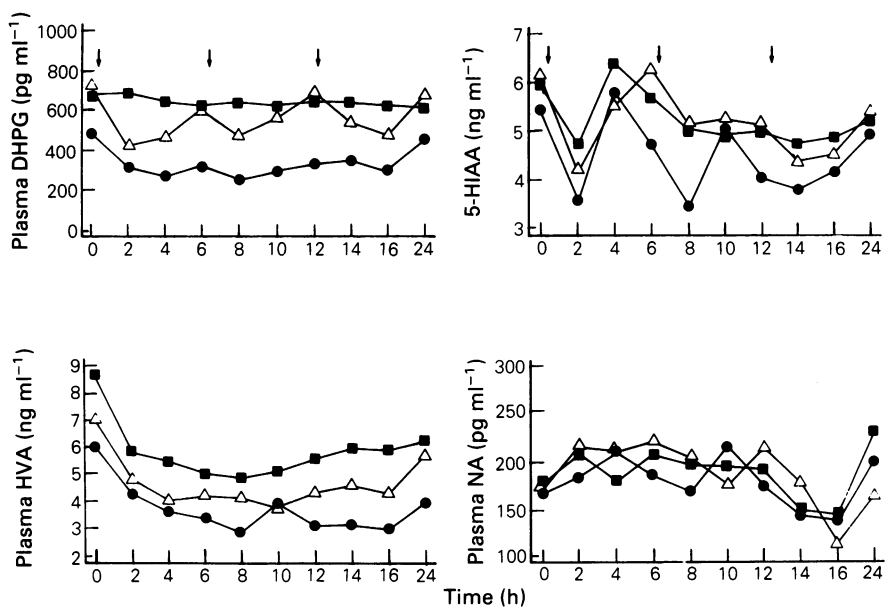 Plasma DHPG (pg ml⁻¹)
1000
800
600
400
200
0
0 2 4 6 8 10 12 14 16 24
5-HIAA (ng ml⁻¹)
7
6
5
4
3
0 2 4 6 8 10 12 14 16 24
Plasma HVA (ng ml⁻¹)
9
8
7
6
5
4
3
2
0 2 4 6 8 10 12 14 16 24
Plasma NA (pg ml⁻¹)
300
250
200
150
100
0 2 4 6 8 10 12 14 16 24
Time (h)